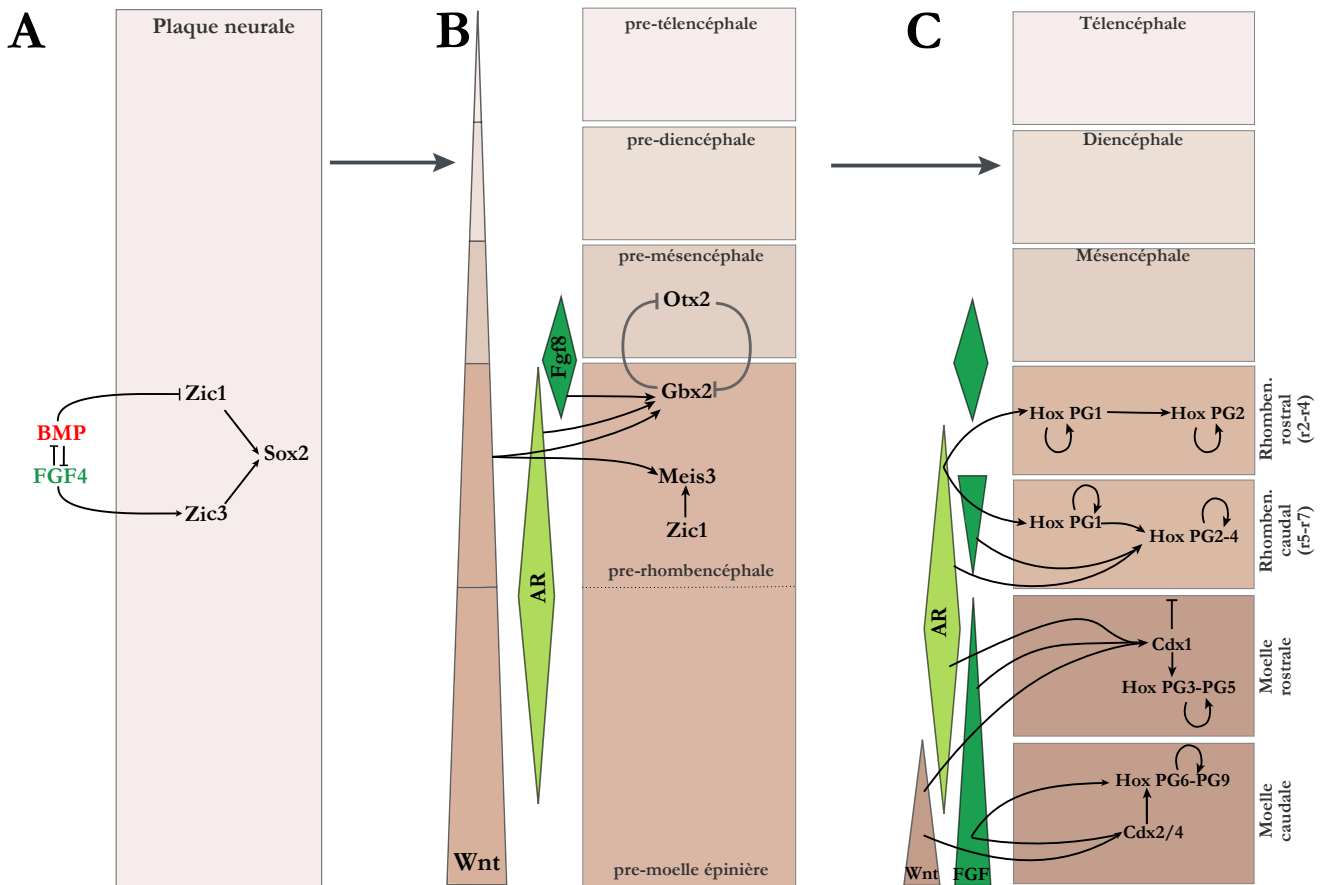 A
Plaque neurale
BMP
FGF4
Zic1
Sox2
Zic3
B
pre-télencéphale
pre-diencéphale
pre-mésencéphale
Otx2
Fgf8
Gbx2
Meis3
Zic1
pre-rhombencéphale
AR
Wnt
pre-moelle épinière
C
Télencéphale
Diencéphale
Mésencéphale
Hox PG1
Hox PG2
Rhomben.
rostral
(r2-r4)
Hox PG1
Hox PG2-4
Rhomben.
caudal
(r5-r7)
AR
Cdx1
Hox PG3-PG5
Moelle
rostrale
Hox PG6-PG9
Cdx2/4
Moelle
caudale
Wnt
FGF